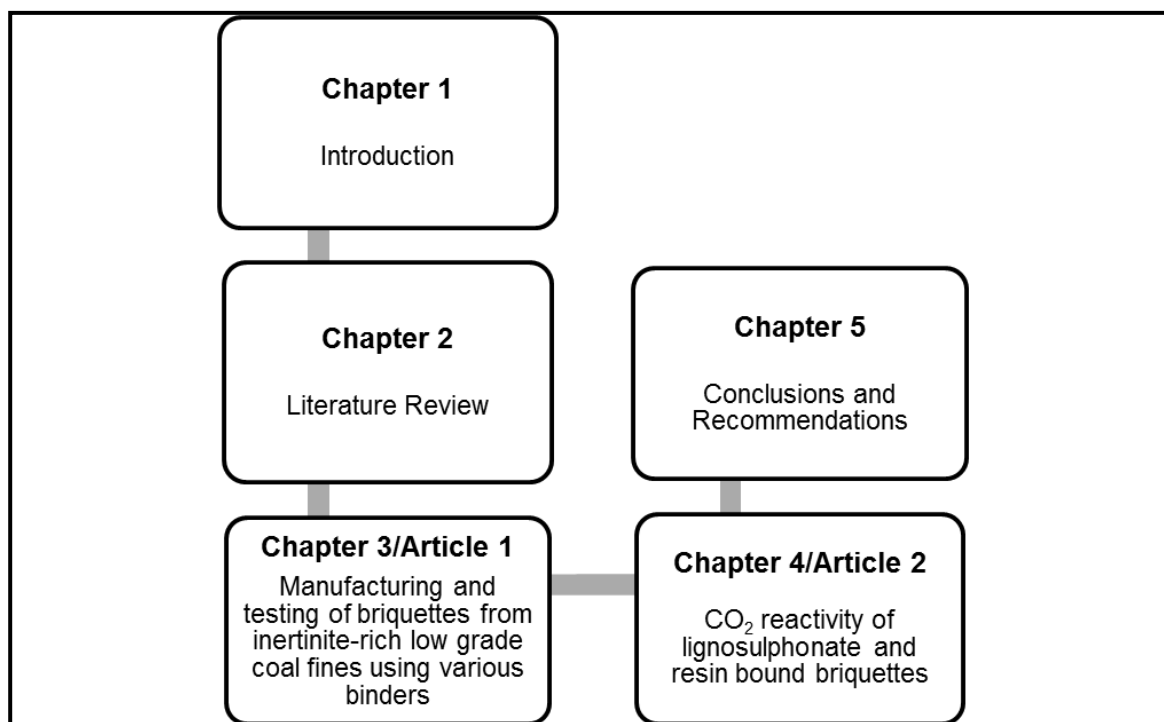 Chapter 1
Introduction
Chapter 2
Literature Review
Chapter 3/Article 1
Manufacturing and
testing of briquettes from
inertinite-rich low grade
coal fines using various
binders
Chapter 4/Article 2
CO₂ reactivity of
lignosulphonate and
resin bound briquettes
Chapter 5
Conclusions and
Recommendations